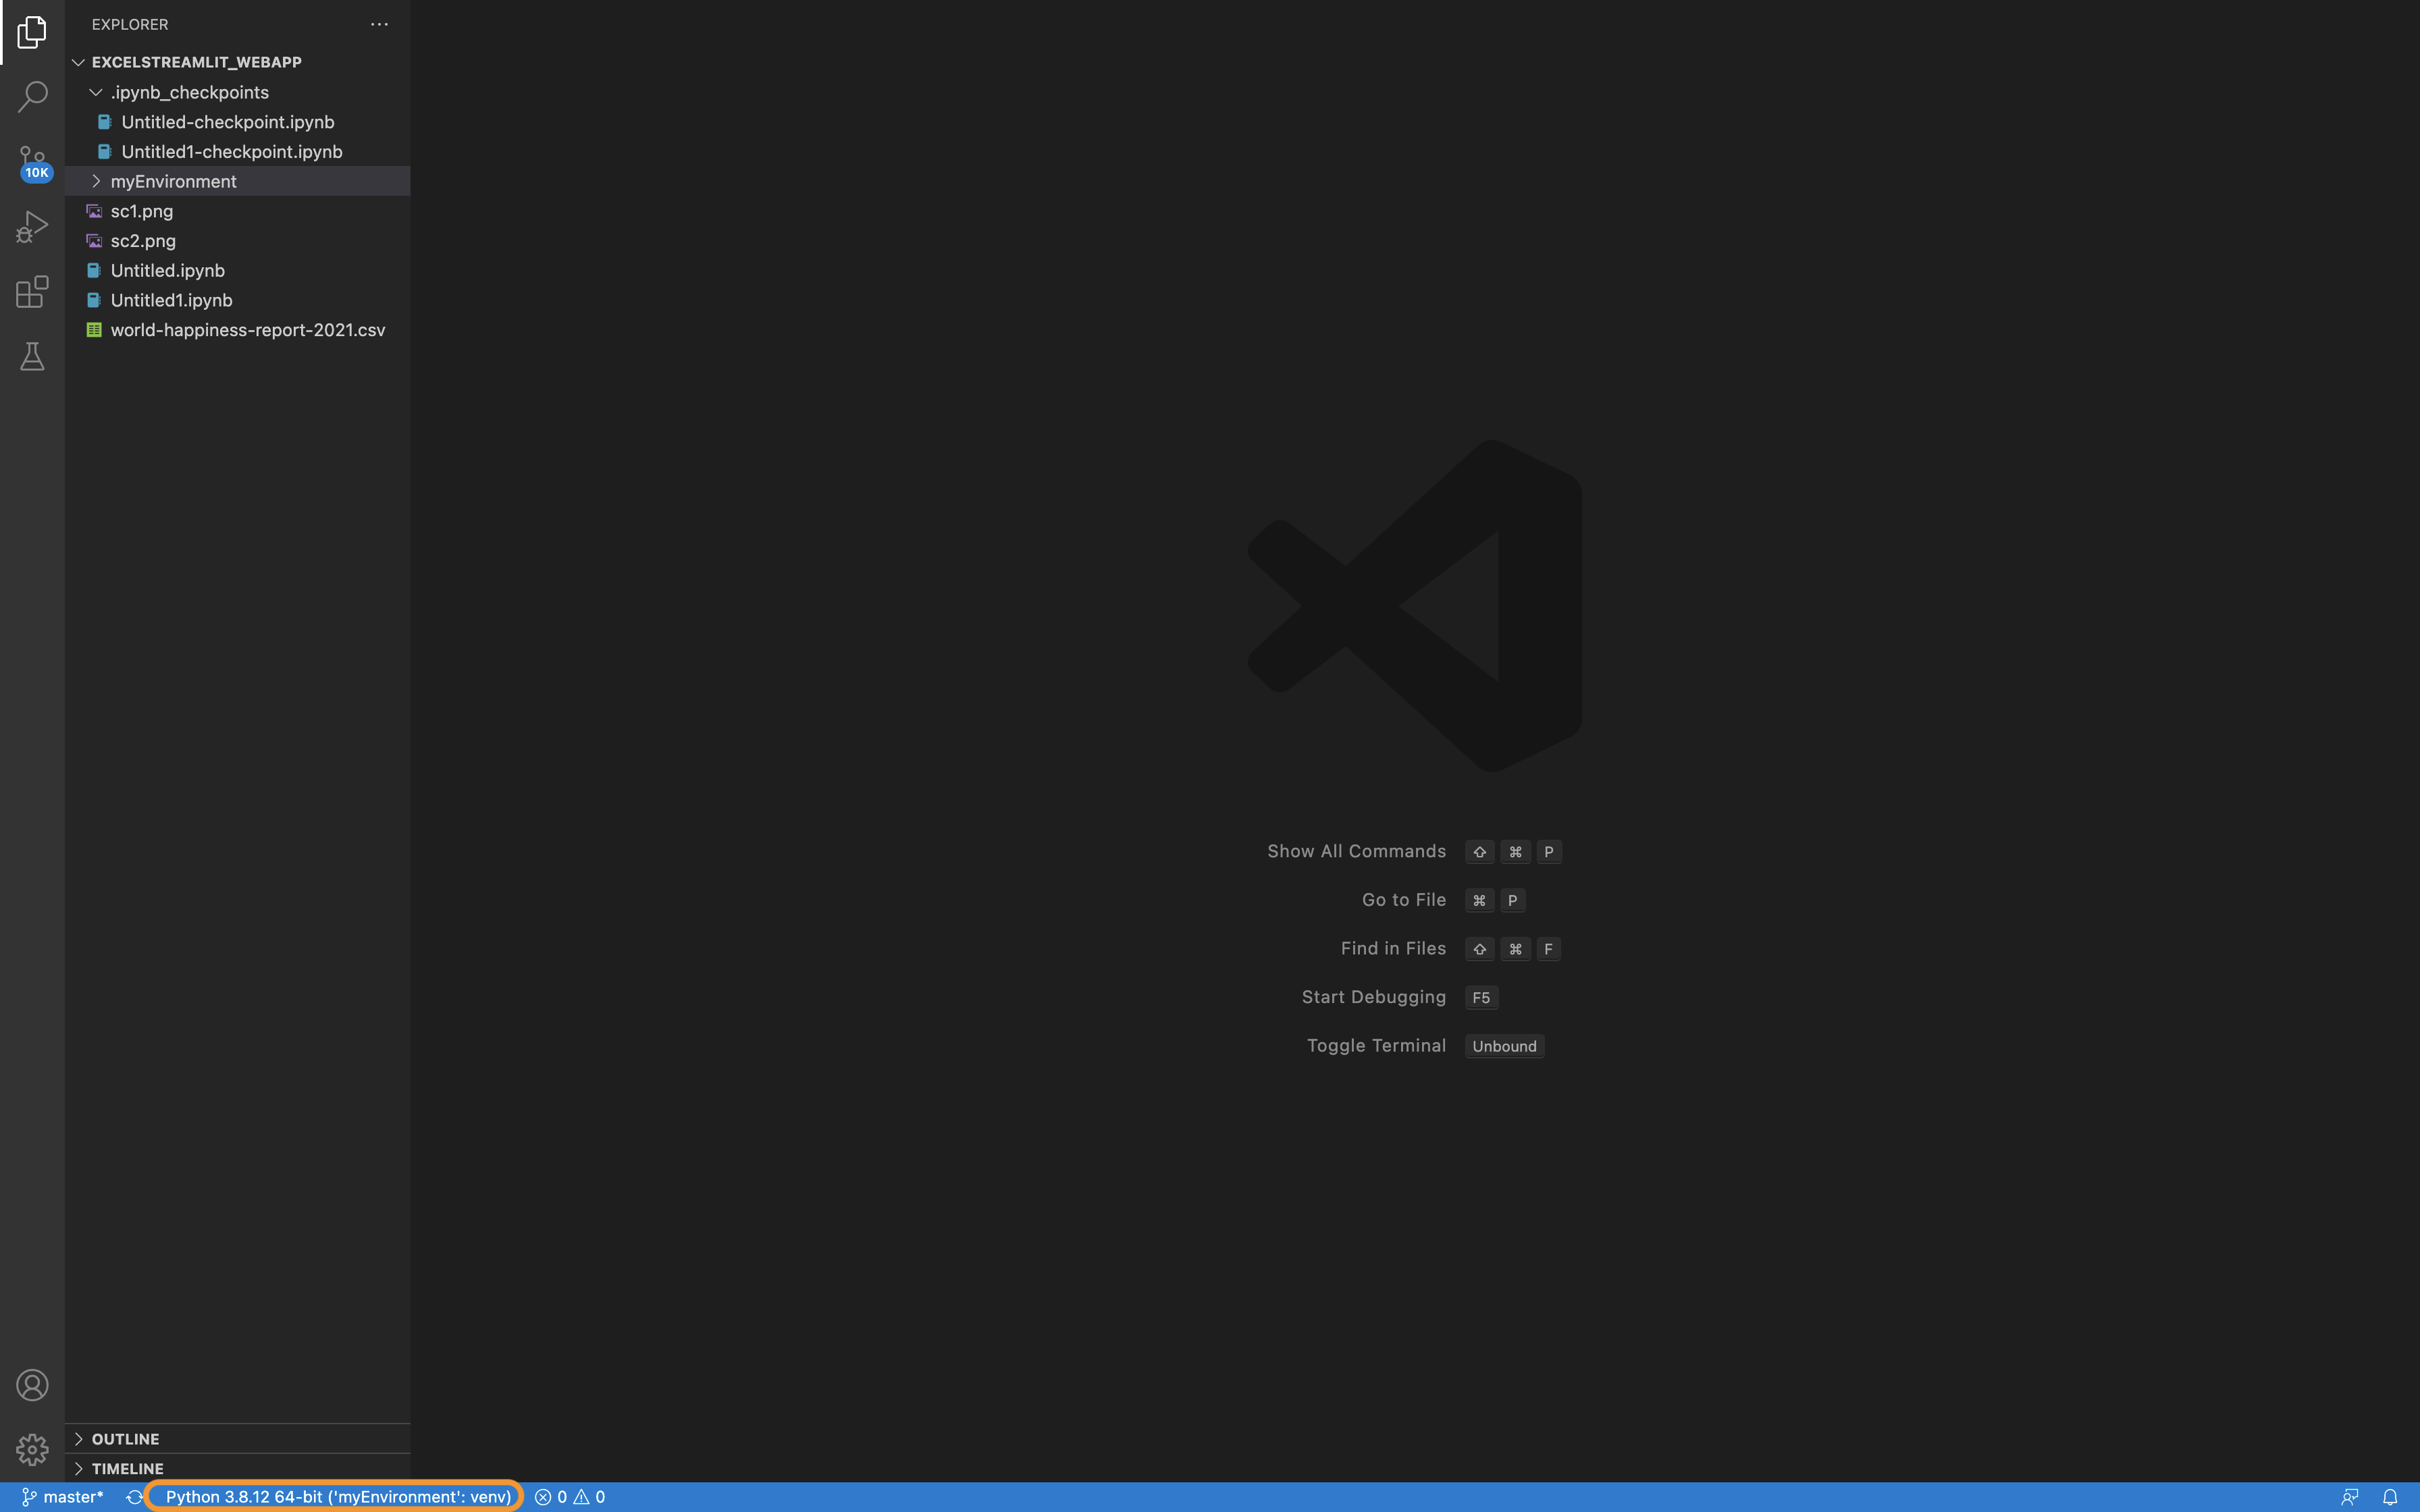 EXPLORER
EXCELSTREAMLIT_WEBAPP
.ipynb_checkpoints
Untitled-checkpoint.ipynb
Untitled1-checkpoint.ipynb
10K
myEnvironment
sc1.png
sc2.png
Untitled.ipynb
Untitled1.ipynb
world-happiness-report-2021.csv
Show All Commands ⇧ ⌘ P
Go to File ⌘ P
Find in Files ⇧ ⌘ F
Start Debugging F5
Toggle Terminal Unbound
OUTLINE
TIMELINE
master* Python 3.8.12 64-bit ('myEnvironment': venv) 0 0